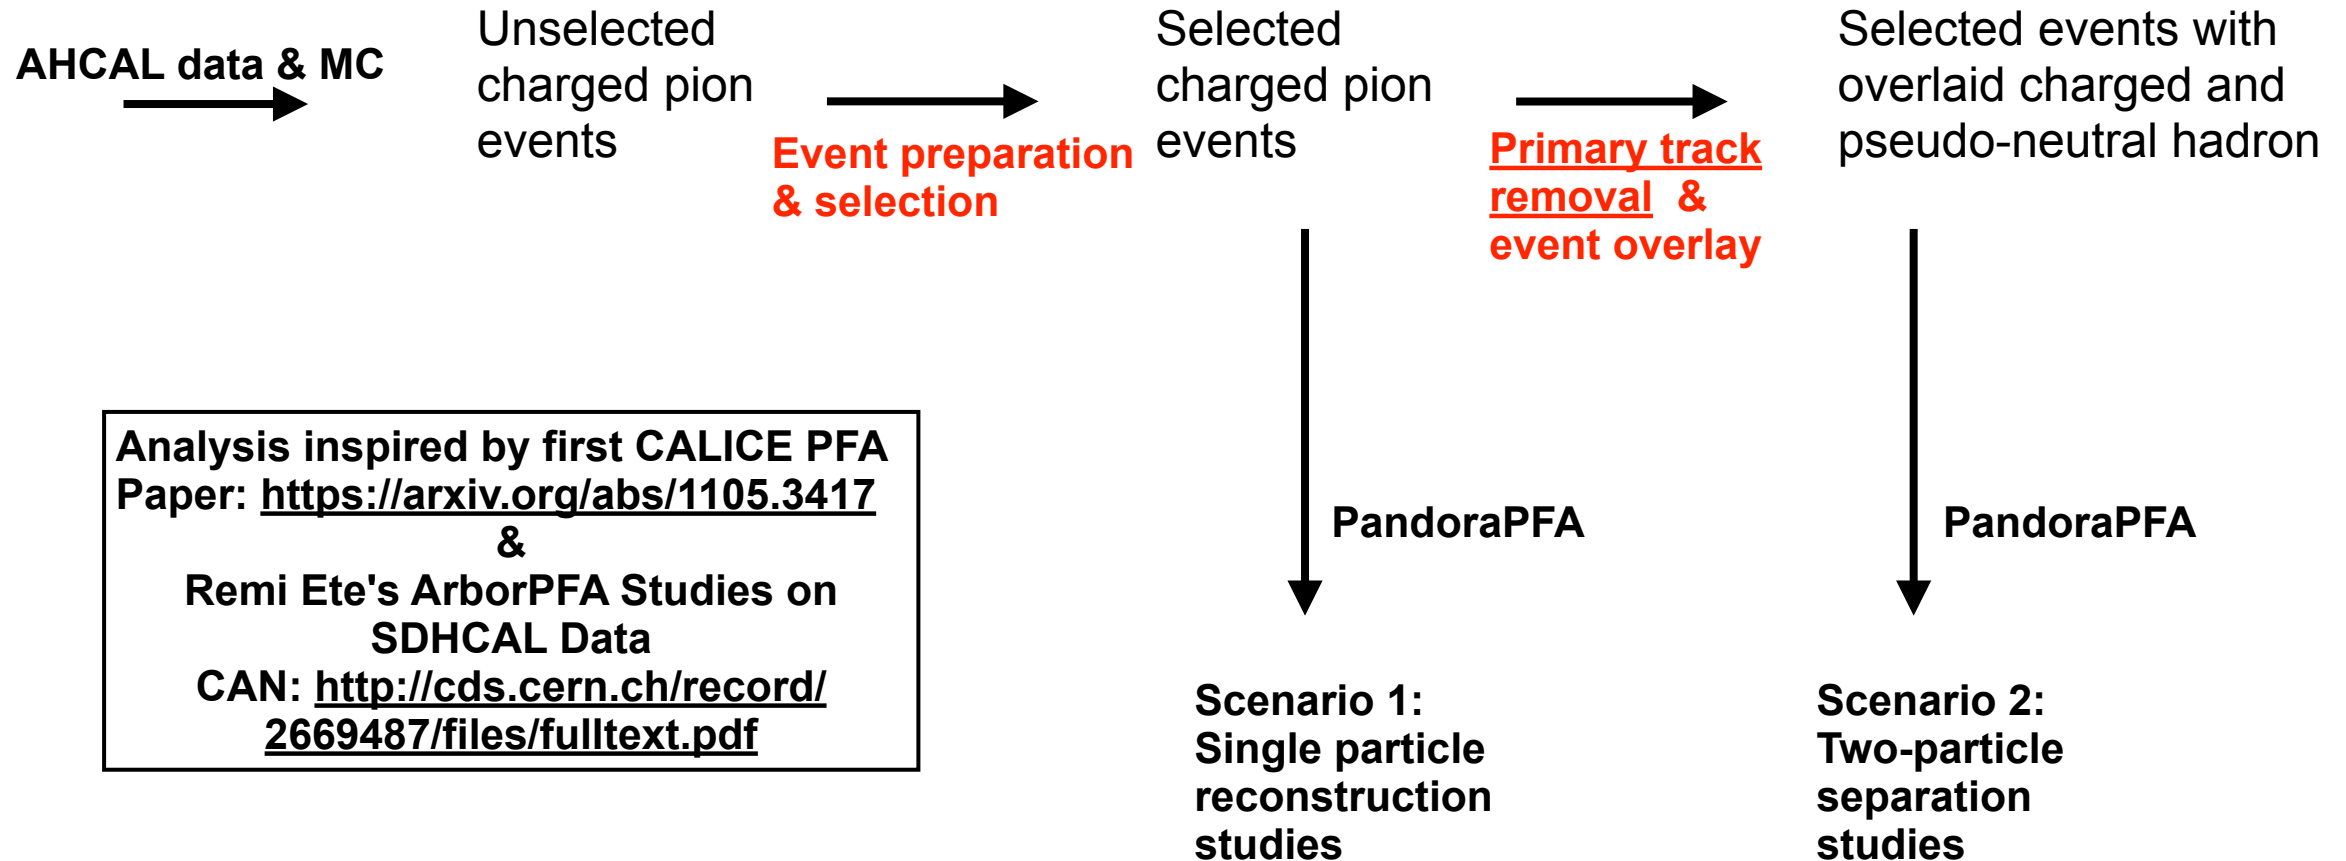 AHCAL data & MC
Unselected
charged pion
events
Event preparation
& selection
Selected
charged pion
events
Primary track
removal &
event overlay
Selected events with
overlaid charged and
pseudo-neutral hadron
Analysis inspired by first CALICE PFA
Paper: https://arxiv.org/abs/1105.3417
&
Remi Ete's ArborPFA Studies on
SDHCAL Data
CAN: http://cds.cern.ch/record/
2669487/files/fulltext.pdf
PandoraPFA
PandoraPFA
Scenario 1:
Single particle
reconstruction
studies
Scenario 2:
Two-particle
separation
studies